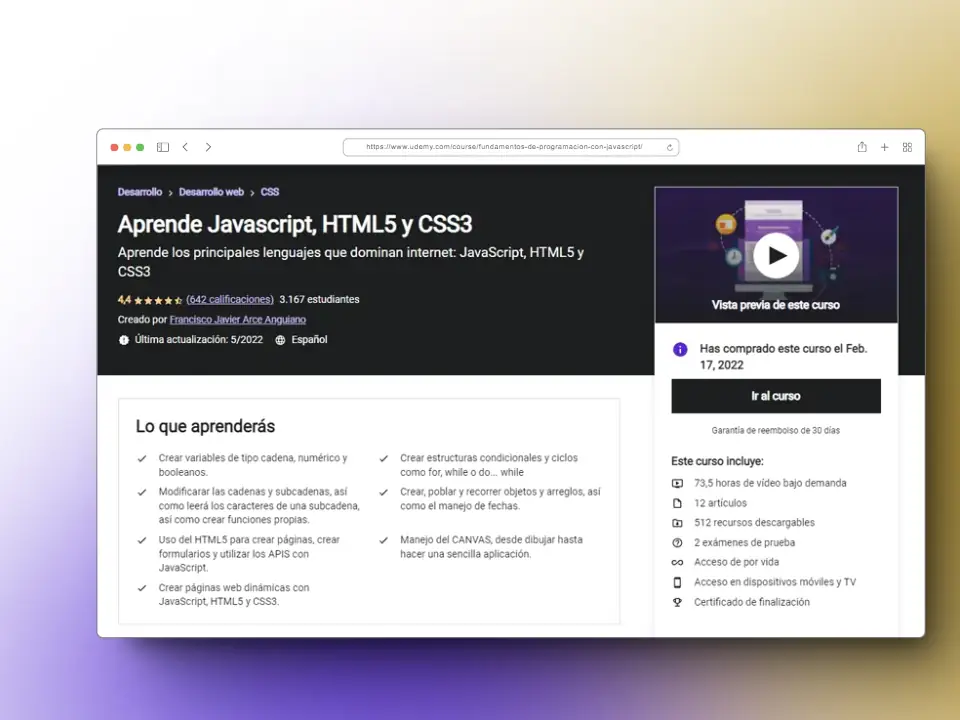 https://www.udemy.com/course/fundamentos-de-programacion-con-javascript/
Desarrollo > Desarrollo web > CSS
Aprende Javascript, HTML5 y CSS3
Aprende los principales lenguajes que dominan internet: JavaScript, HTML5 y
CSS3
4,4 (642 calificaciones) 3.167 estudiantes
Creado por Francisco Javier Arce Anguiano
Última actualización: 5/2022 Español
Vista previa de este curso
Has comprado este curso el Feb.
17, 2022
Ir al curso
Garantía de reembolso de 30 días
Este curso incluye:
73,5 horas de vídeo bajo demanda
12 artículos
512 recursos descargables
2 exámenes de prueba
Acceso de por vida
Acceso en dispositivos móviles y TV
Certificado de finalización
Lo que aprenderás
Crear variables de tipo cadena, numérico y
booleanos.
Modificarar las cadenas y subcadenas, así
como leerá los caracteres de una subcadena,
así como crear funciones propias.
Uso del HTML5 para crear páginas, crear
formularios y utilizar los APIS con
JavaScript.
Crear páginas web dinámicas con
JavaScript, HTML5 y CSS3.
Crear estructuras condicionales y ciclos
como for, while o do... while
Crear, poblar y recorrer objetos y arreglos, así
como el manejo de fechas.
Manejo del CANVAS, desde dibujar hasta
hacer una sencilla aplicación.